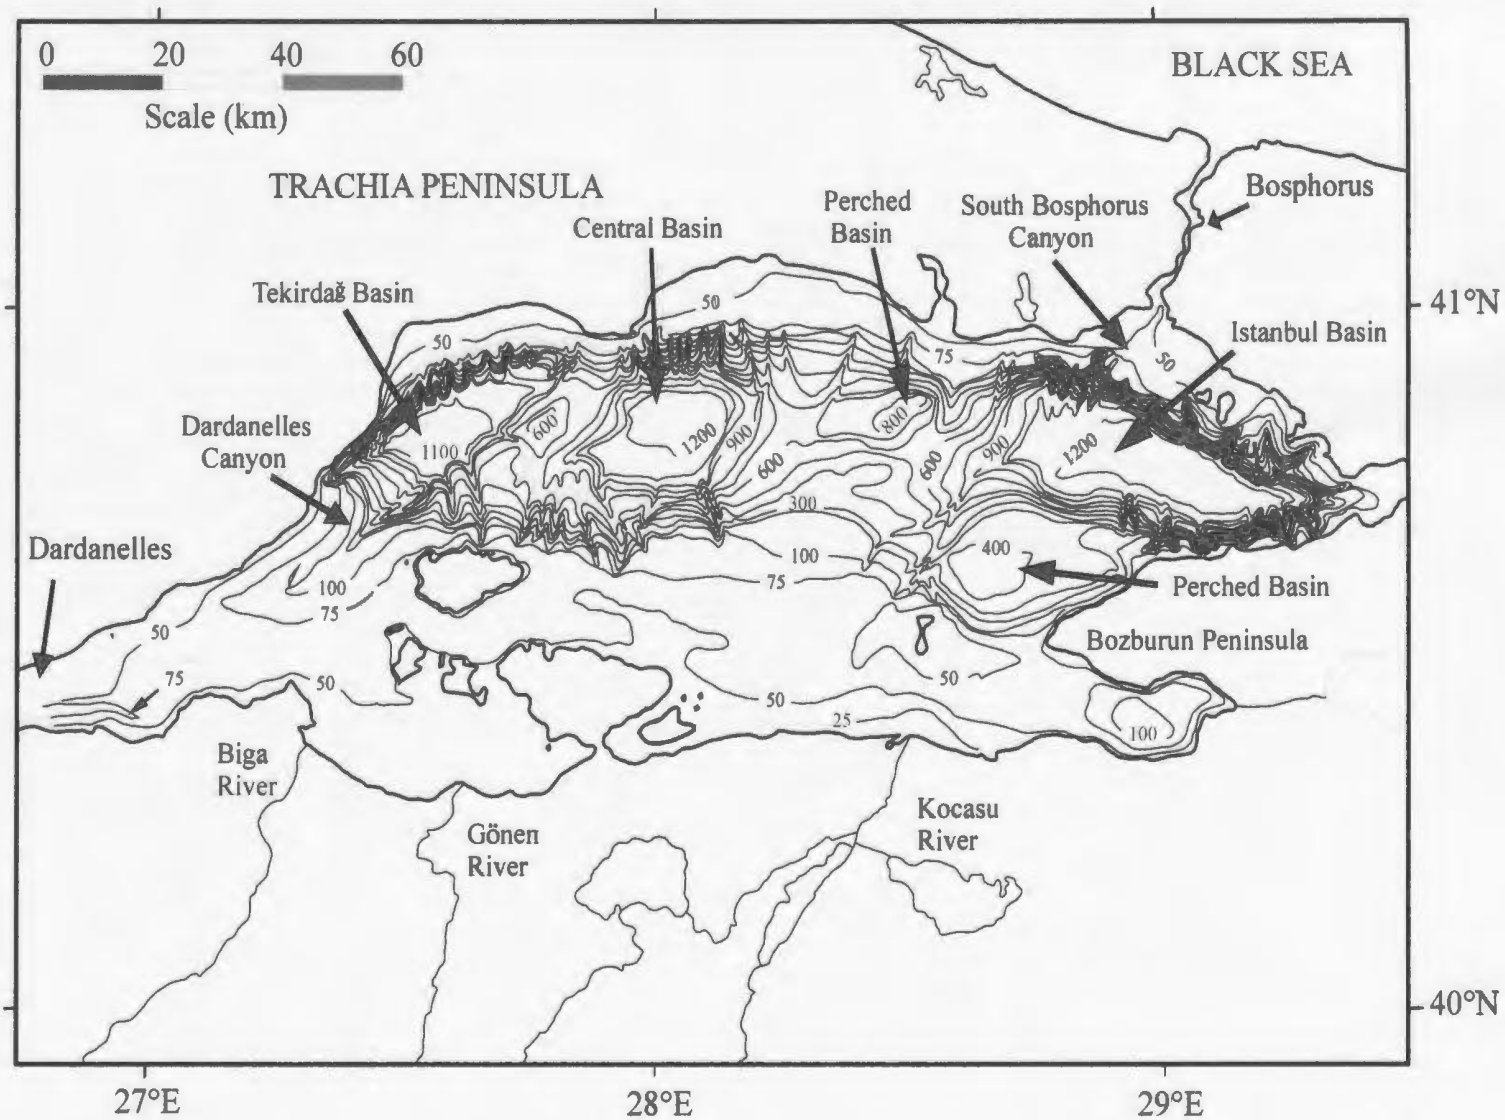 0 20 40 60
Scale (km)
BLACK SEA
TRACHIA PENINSULA
Bosphorus
Perched
Basin
South Bosphorus
Canyon
Central Basin
Tekirdağ Basin
41°N
Istanbul Basin
50
50
75
50
Dardanelles
Canyon
1100
600
1200
900
600
800
600
900
1200
300
Dardanelles
100
75
50
100
75
400
Perched Basin
Bozburun Peninsula
75
50
50
50
25
100
Biga
River
Gönen
River
Kocasu
River
40°N
27°E
28°E
29°E